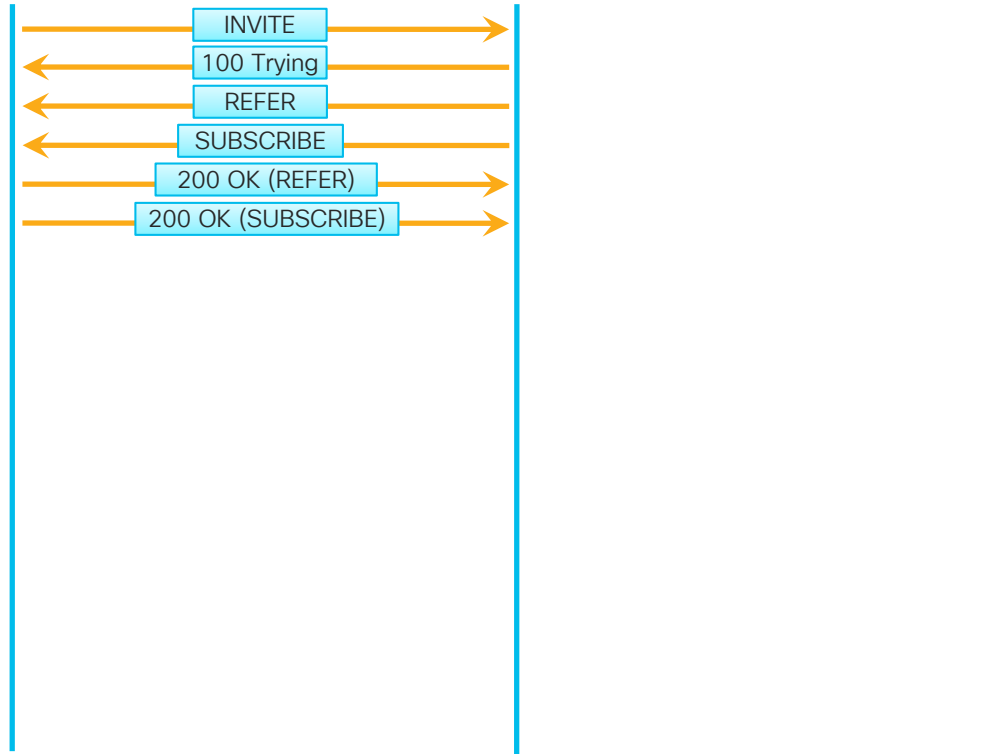 INVITE
100 Trying
REFER
SUBSCRIBE
200 OK (REFER)
200 OK (SUBSCRIBE)